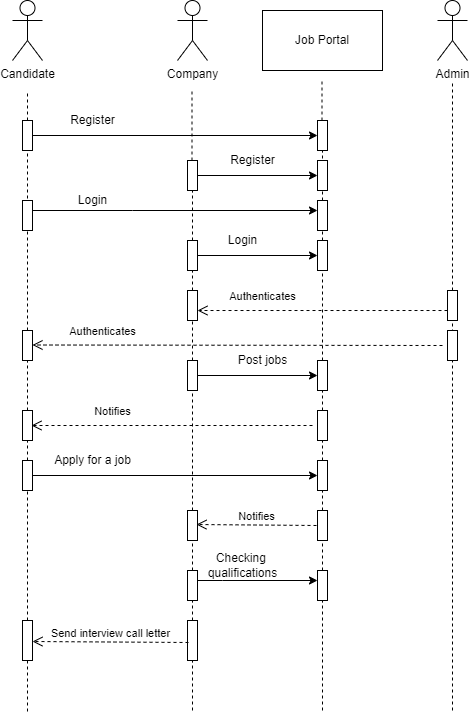 Job Portal
Candidate
Company
Admin
Register
Register
Login
Login
Authenticates
Authenticates
Post jobs
Notifies
Apply for a job
Notifies
Checking
qualifications
Send interview call letter